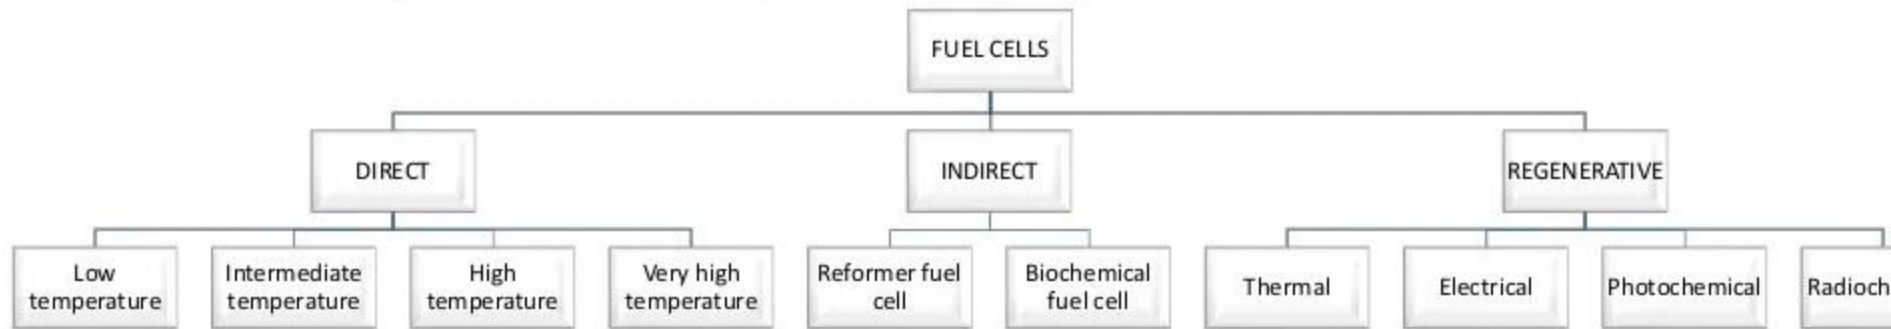 FUEL CELLS
DIRECT
INDIRECT
REGENERATIVE
Low
temperature
Intermediate
temperature
High
temperature
Very high
temperature
Reformer fuel
cell
Biochemical
fuel cell
Thermal
Electrical
Photochemical
Radioch